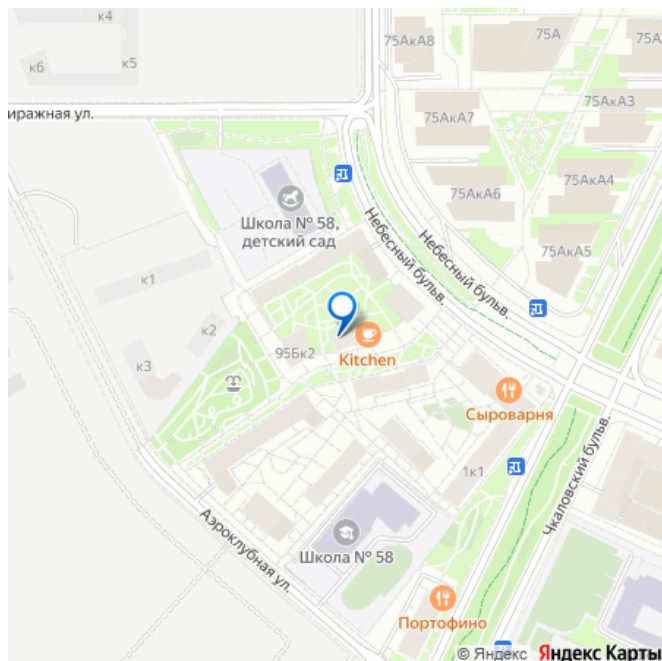 к4
75АкА8
75А
75А
к6
к5
75АкА3
иражная ул.
75АкА7
75АкА4
75АкА6
Школа № 58,
детский сад
Небесный бульв.
Небесный бульв.
75АкА5
к1
к2
95Бк2
Kitchen
к3
Сыроварня
1к1
Чкаловский бульв.
Аэроклубная ул.
Школа № 58
Портофино
© Яндекс Яндекс Карты